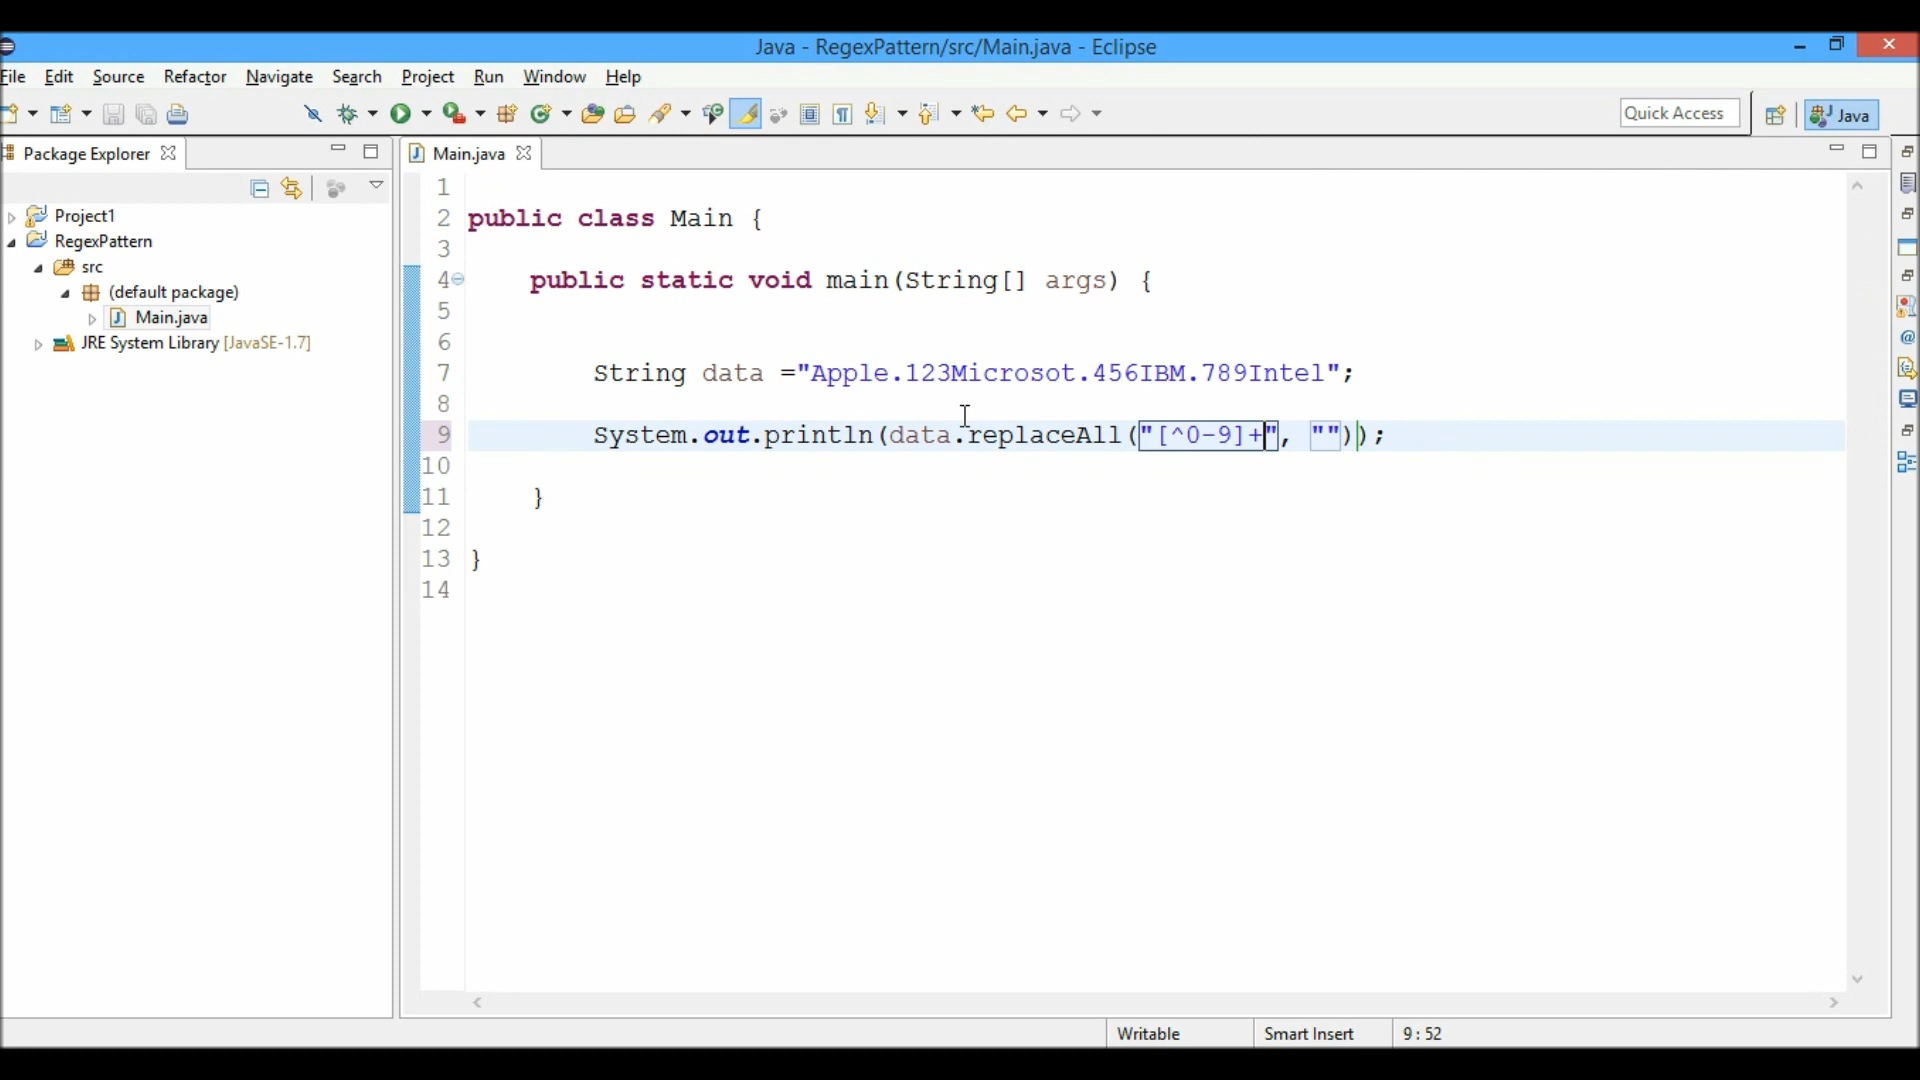 Java - RegexPattern/src/Main.java - Eclipse
File Edit Source Refactor Navigate Search Project Run Window Help
Quick Access
Java
Package Explorer
Main.java
Project1
RegexPattern
src
(default package)
Main.java
JRE System Library [JavaSE-1.7]
1
2 public class Main {
3
4 public static void main(String[] args) {
5
6
7 String data ="Apple.123Microsot.456IBM.789Intel";
8
9 System.out.println(data.replaceAll("[^0-9]+", ""));
10
11 }
12
13 }
14
Writable
Smart Insert
9 : 52